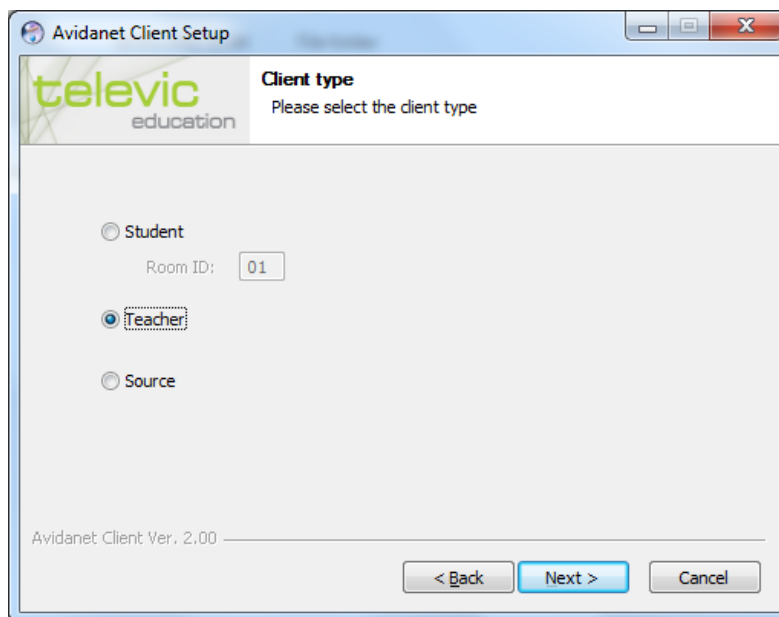 Avidanet Client Setup
televic
education
Client type
Please select the client type
Student
Room ID: 01
Teacher
Source
Avidanet Client Ver. 2.00
< Back Next > Cancel